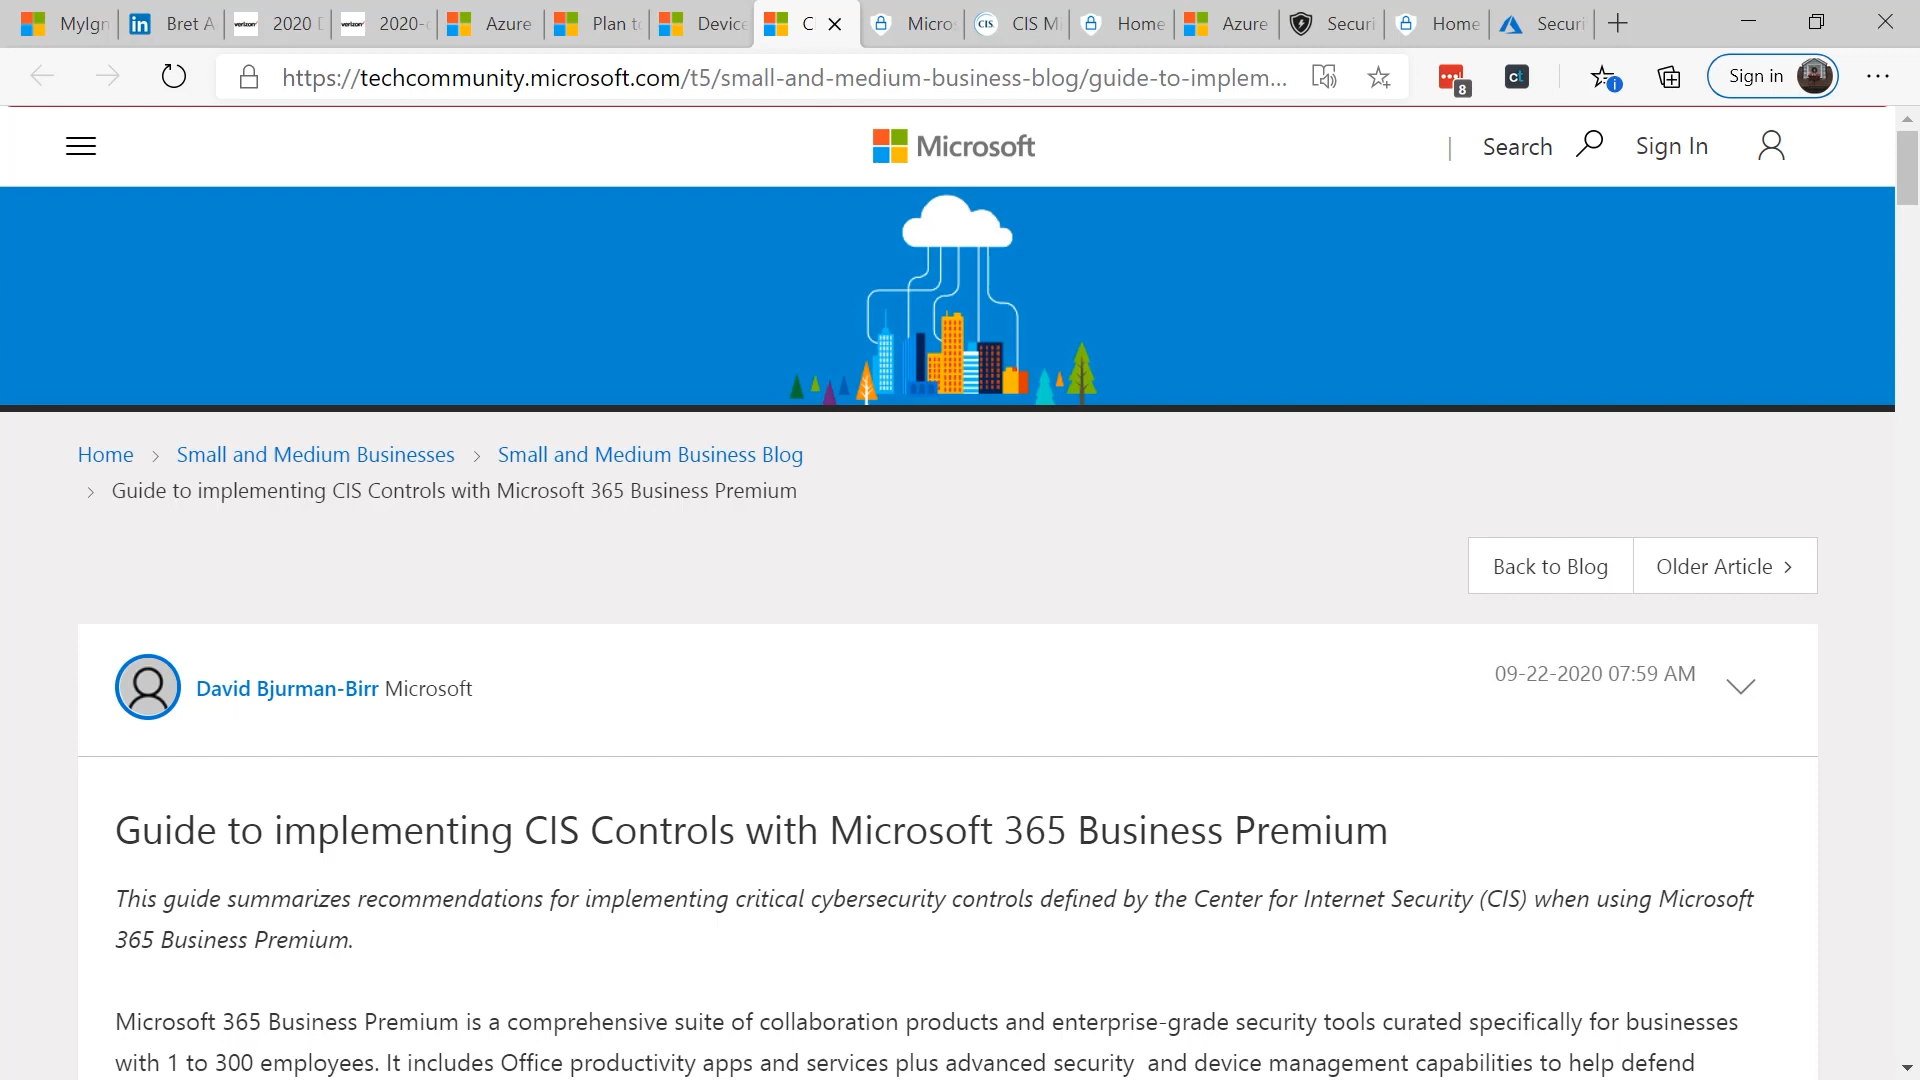 MyIgn
Bret A
2020 D
2020-
Azure
Plan to
Device
Micro
CIS Mi
Home
Azure
Securi
Home
Securi
https://techcommunity.microsoft.com/t5/small-and-medium-business-blog/guide-to-implem...
8
ct
Sign in
Microsoft
| Search
Sign In
Home > Small and Medium Businesses > Small and Medium Business Blog
> Guide to implementing CIS Controls with Microsoft 365 Business Premium
Back to Blog
Older Article >
David Bjurman-Birr Microsoft
09-22-2020 07:59 AM
Guide to implementing CIS Controls with Microsoft 365 Business Premium
This guide summarizes recommendations for implementing critical cybersecurity controls defined by the Center for Internet Security (CIS) when using Microsoft
365 Business Premium.
Microsoft 365 Business Premium is a comprehensive suite of collaboration products and enterprise-grade security tools curated specifically for businesses
with 1 to 300 employees. It includes Office productivity apps and services plus advanced security and device management capabilities to help defend